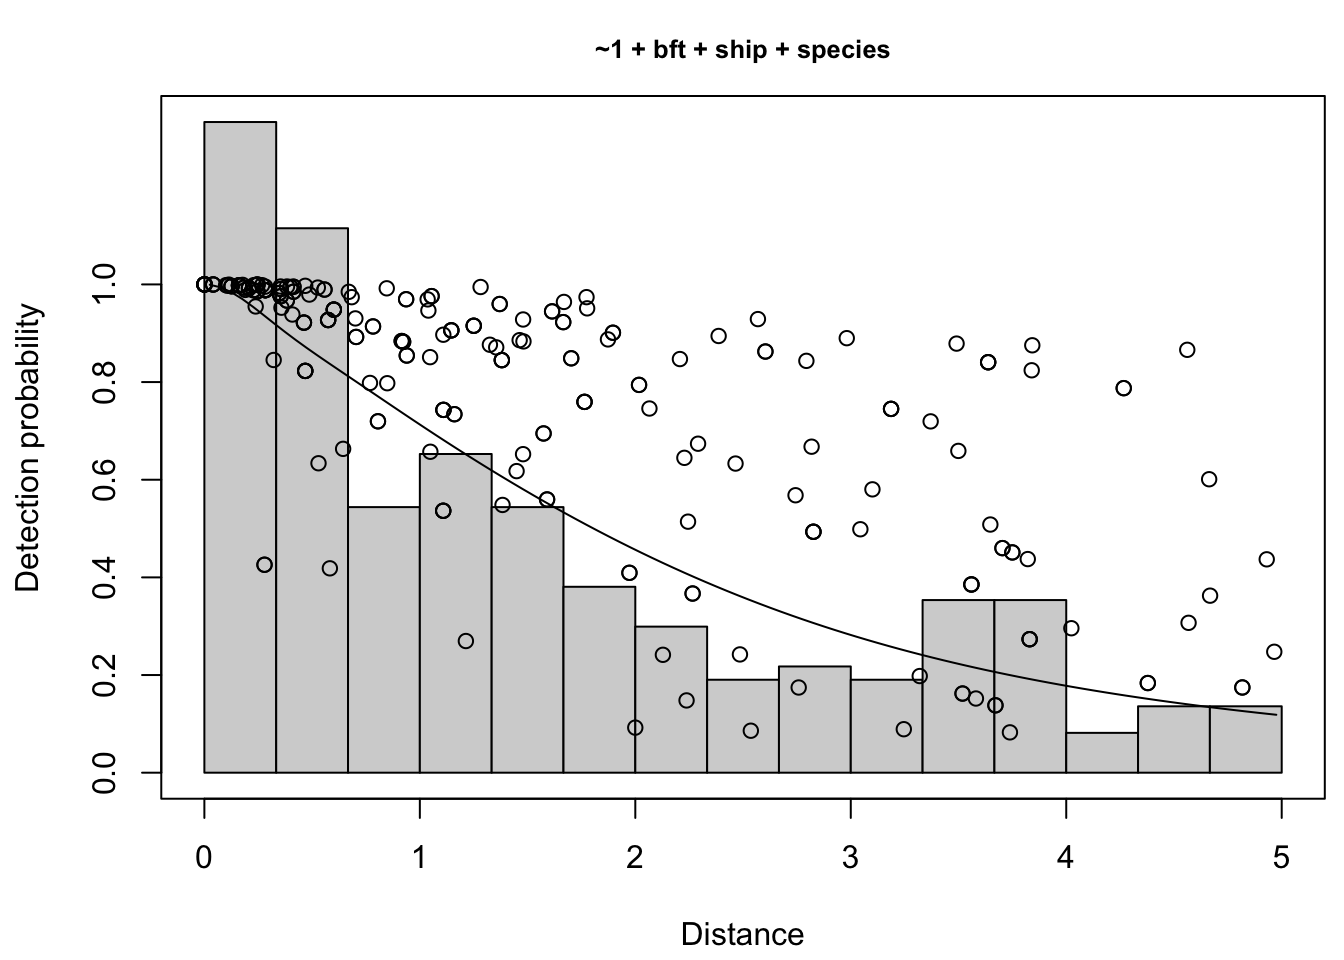 ~1 + bft + ship + species
Detection probability
1.0
0.8
0.6
0.4
0.2
0.0
0 1 2 3 4 5
Distance